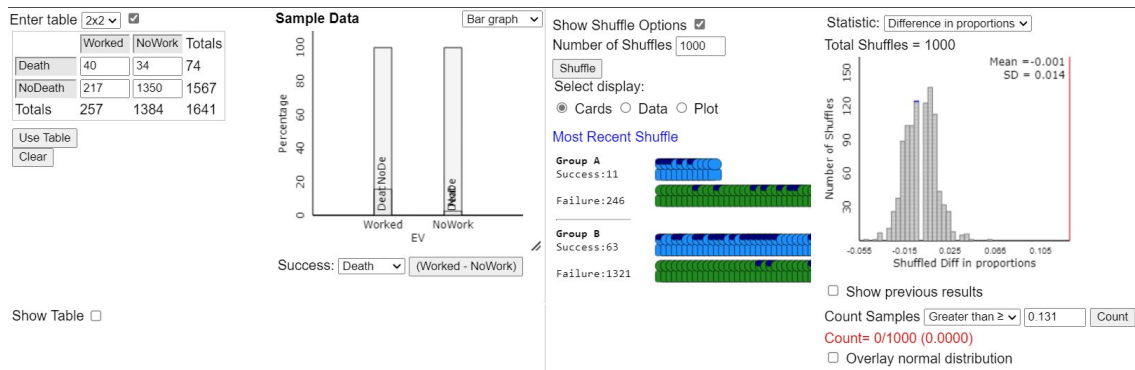 Enter table 2x2
Worked NoWork Totals
Death 40 34 74
NoDeath 217 1350 1567
Totals 257 1384 1641
Use Table
Clear
Show Table
Sample Data
Bar graph
Percentage
100
80
60
40
20
0
Deat NoDe
Worked NoWork
EV
Success: Death (Worked - NoWork)
Show Shuffle Options
Number of Shuffles 1000
Shuffle
Select display:
Cards Data Plot
Most Recent Shuffle
Group A
Success:11
Failure:246
Group B
Success:63
Failure:1321
Statistic: Difference in proportions
Total Shuffles = 1000
Mean =-0.001
SD = 0.014
Number of Shuffles
150
120
90
60
30
-0.055 -0.015 0.025 0.065 0.105
Shuffled Diff in proportions
Show previous results
Count Samples Greater than ≥ 0.131 Count
Count= 0/1000 (0.0000)
Overlay normal distribution